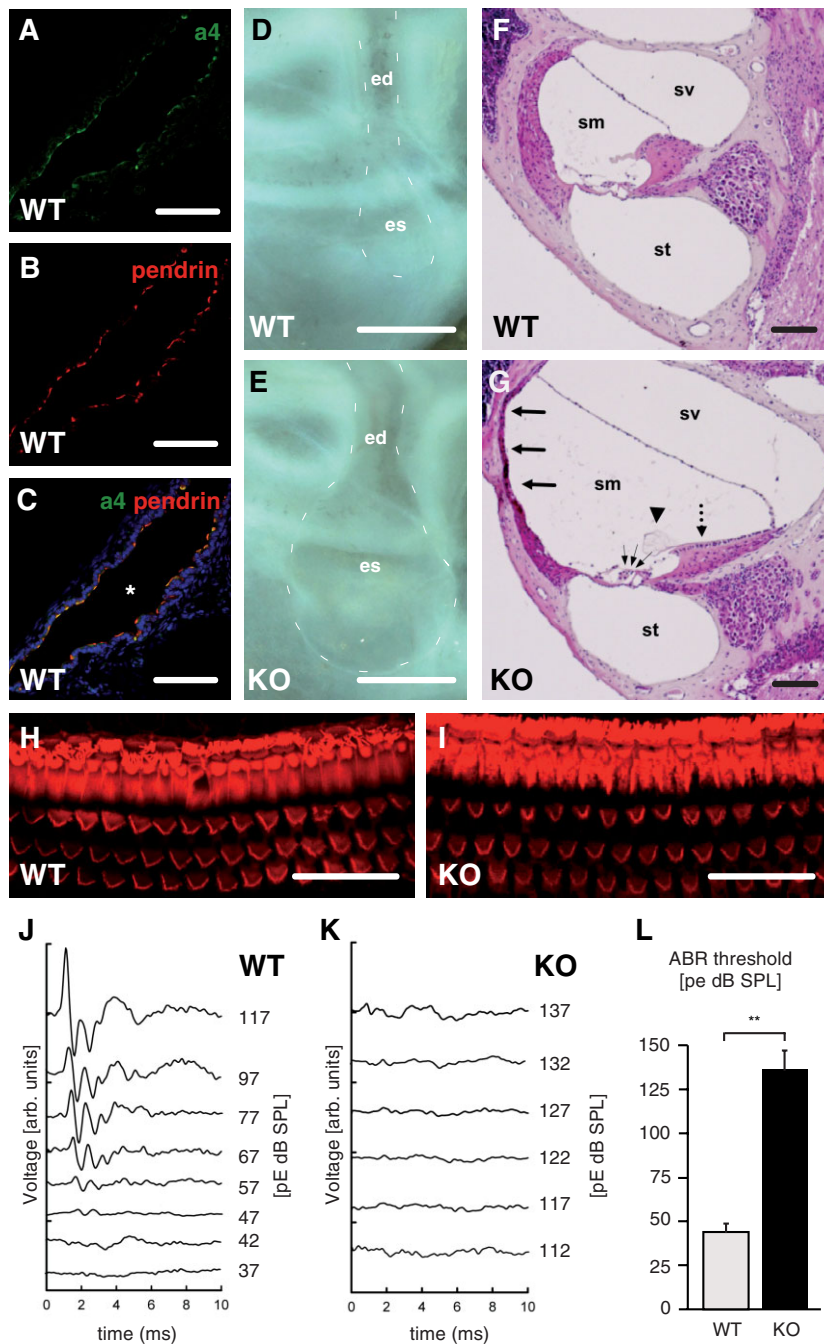 A
a4
WT
B
pendrin
WT
C
a4 pendrin
*
WT
D
ed
es
WT
E
ed
es
KO
F
sv
sm
st
WT
G
sv
sm
st
KO
H
WT
I
KO
J
WT
117
97
77
67
57
47
42
37
Voltage [arb. units]
[pE dB SPL]
0 2 4 6 8 10
time (ms)
K
KO
137
132
127
122
117
112
Voltage [arb. units]
[pE dB SPL]
0 2 4 6 8 10
time (ms)
L
ABR threshold
[pe dB SPL]
**
150
125
100
75
50
25
0
WT KO